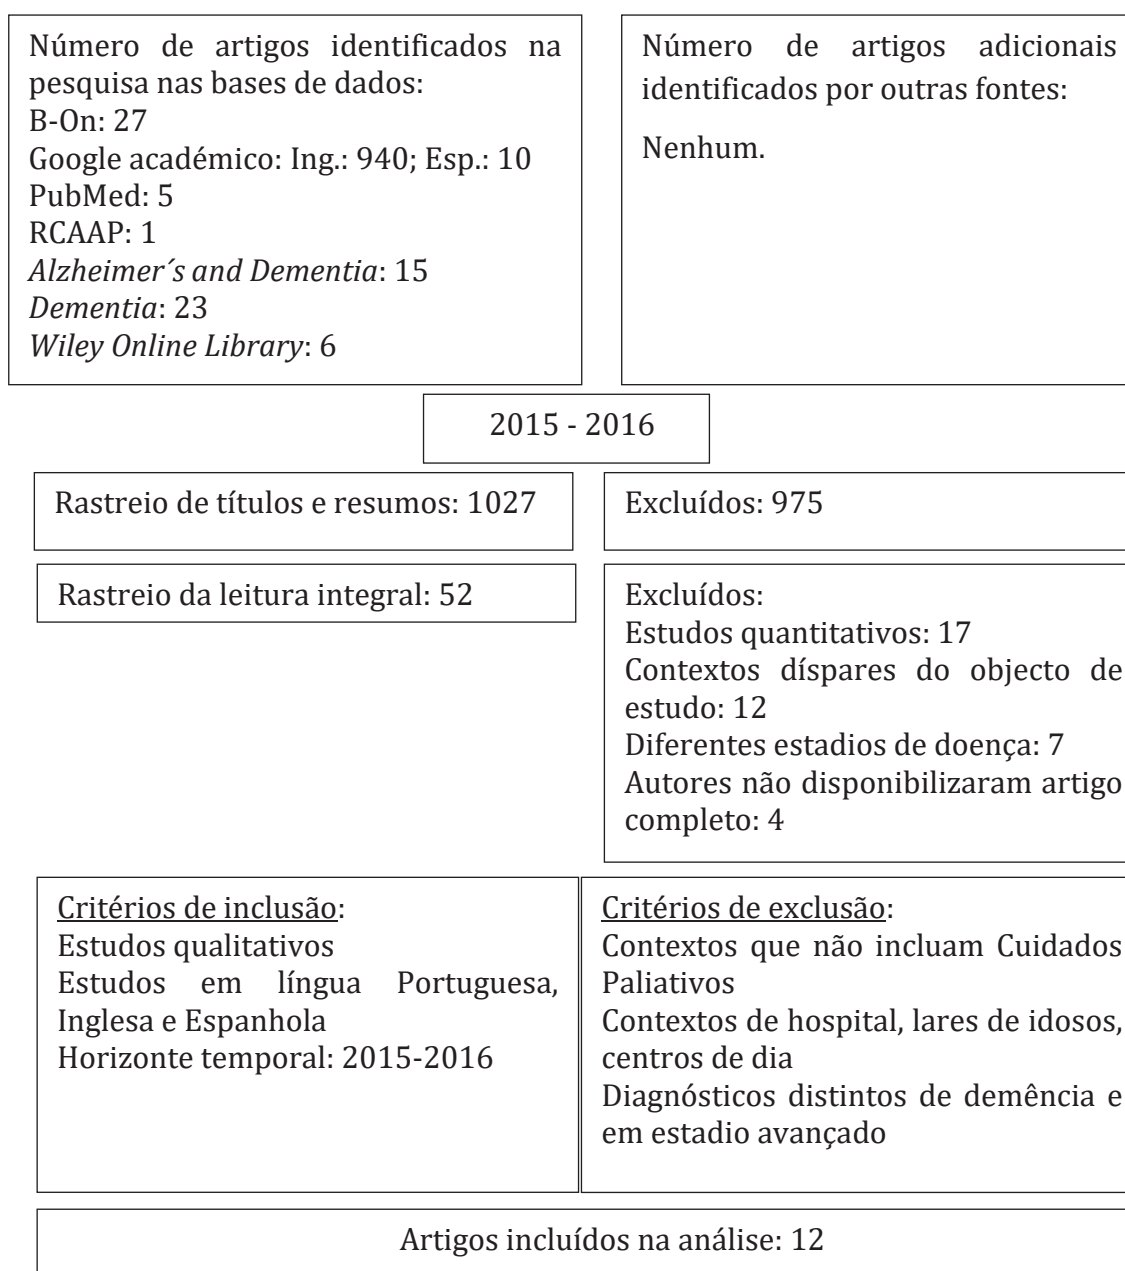 Número de artigos identificados na
pesquisa nas bases de dados:
B-On: 27
Google académico: Ing.: 940; Esp.: 10
PubMed: 5
RCAAP: 1
Alzheimer´s and Dementia: 15
Dementia: 23
Wiley Online Library: 6
Número de artigos adicionais
identificados por outras fontes:
Nenhum.
2015 - 2016
Rastreio de títulos e resumos: 1027
Excluídos: 975
Rastreio da leitura integral: 52
Excluídos:
Estudos quantitativos: 17
Contextos díspares do objecto de
estudo: 12
Diferentes estadios de doença: 7
Autores não disponibilizaram artigo
completo: 4
Critérios de inclusão:
Estudos qualitativos
Estudos em língua Portuguesa,
Inglesa e Espanhola
Horizonte temporal: 2015-2016
Critérios de exclusão:
Contextos que não incluam Cuidados
Paliativos
Contextos de hospital, lares de idosos,
centros de dia
Diagnósticos distintos de demência e
em estadio avançado
Artigos incluídos na análise: 12